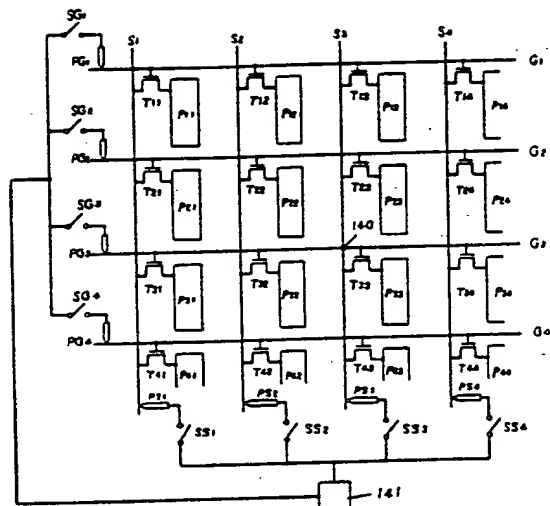 SG1 S1 S2 S3 S4
PG1 G1
T11 P11 T12 P12 T13 P13 T14 P14
SG2
PG2 G2
T21 P21 T22 P22 T23 P23 T24 P24
SG3 140
PG3 G3
T31 P31 T32 P32 T33 P33 T34 P34
SG4
PG4 G4
T41 P41 T42 P42 T43 P43 T44 P44
PS1 PS2 PS3 PS4
SS1 SS2 SS3 SS4
141